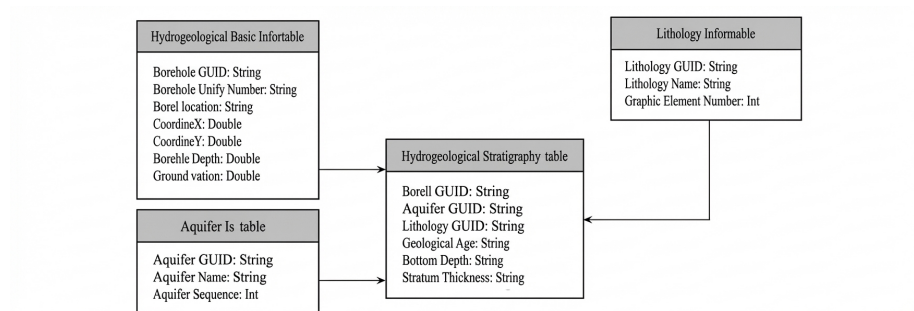 Hydrogeological Basic Infortable
Borehole GUID: String
Borehole Unify Number: String
Borel location: String
CoordineX: Double
CoordineY: Double
Borehle Depth: Double
Ground vation: Double
Aquifer Is table
Aquifer GUID: String
Aquifer Name: String
Aquifer Sequence: Int
Hydrogeological Stratigraphy table
Borell GUID: String
Aquifer GUID: String
Lithology GUID: String
Geological Age: String
Bottom Depth: String
Stratum Thickness: String
Lithology Informable
Lithology GUID: String
Lithology Name: String
Graphic Element Number: Int